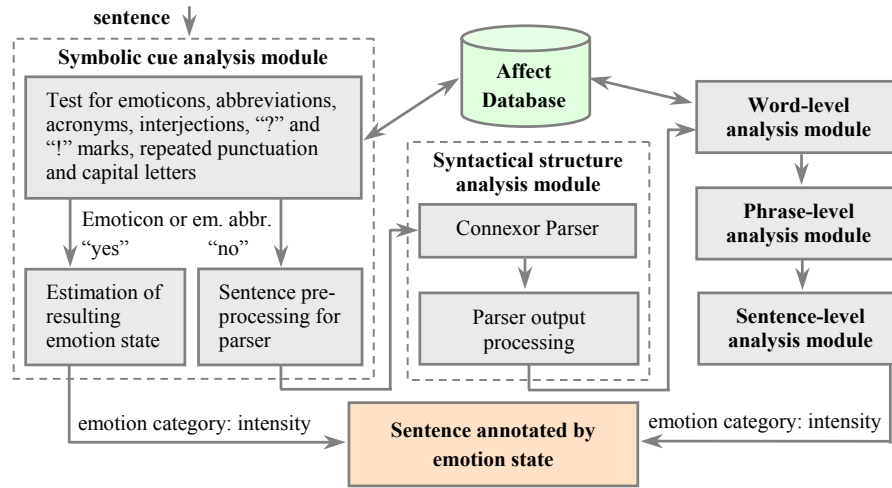 sentence
Symbolic cue analysis module
Test for emoticons, abbreviations,
acronyms, interjections, “?” and
“!” marks, repeated punctuation
and capital letters
Emoticon or em. abbr.
“yes” “no”
Estimation of
resulting
emotion state
Sentence pre-
processing for
parser
Affect
Database
Syntactical structure
analysis module
Connexor Parser
Parser output
processing
Word-level
analysis module
Phrase-level
analysis module
Sentence-level
analysis module
emotion category: intensity
Sentence annotated by
emotion state
emotion category: intensity